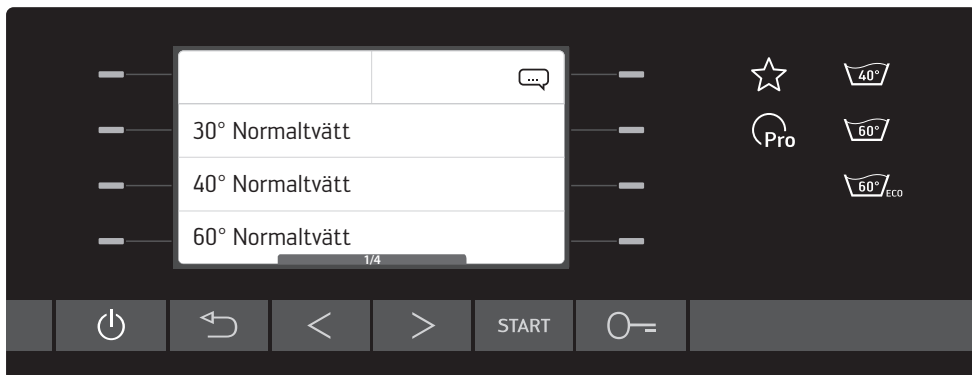 ...
40°
30° Normaltvätt
Pro
60°
40° Normaltvätt
60° ECO
60° Normaltvätt
1/4
START